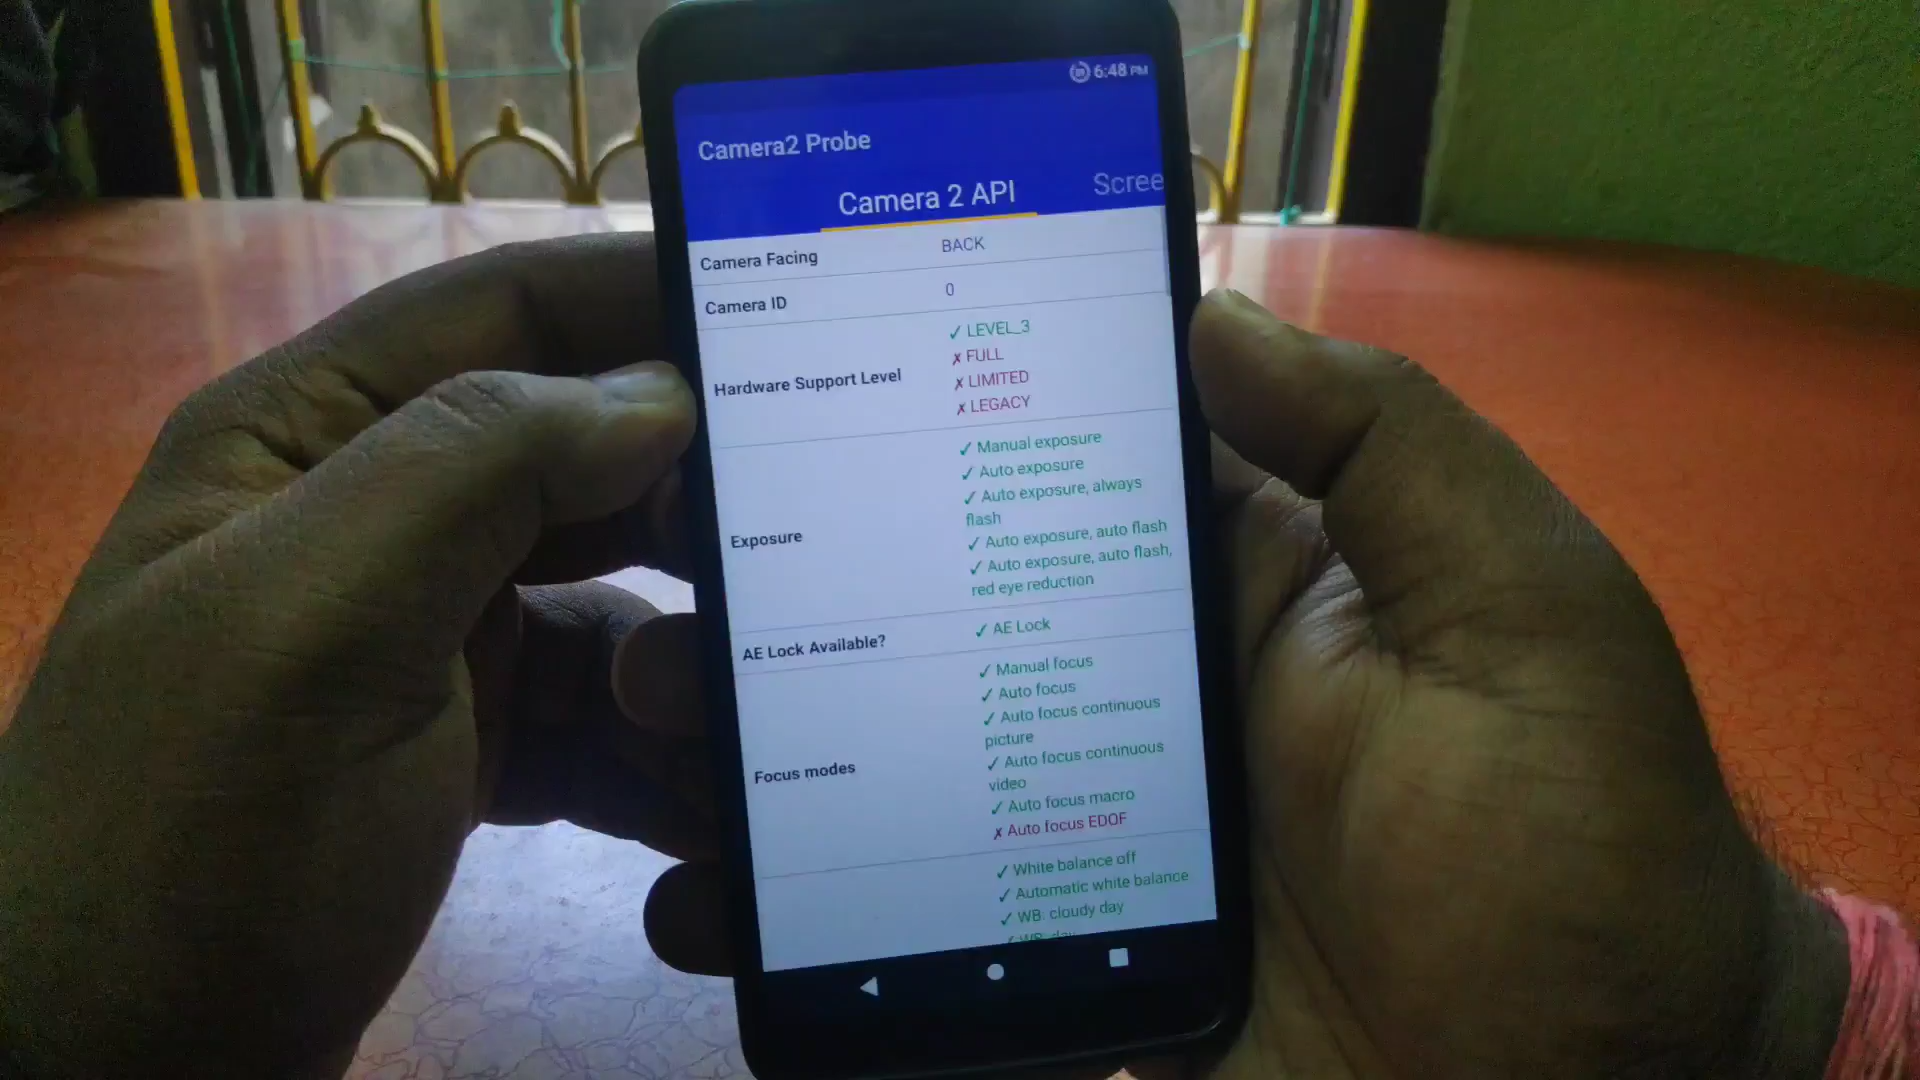 6:48 PM
Camera2 Probe
Camera 2 API
Scree
Camera Facing
BACK
Camera ID
0
Hardware Support Level
✓ LEVEL_3
✗ FULL
✗ LIMITED
✗ LEGACY
Exposure
✓ Manual exposure
✓ Auto exposure
✓ Auto exposure, always
flash
✓ Auto exposure, auto flash
✓ Auto exposure, auto flash,
red eye reduction
AE Lock Available?
✓ AE Lock
Focus modes
✓ Manual focus
✓ Auto focus
✓ Auto focus continuous
picture
✓ Auto focus continuous
video
✓ Auto focus macro
✗ Auto focus EDOF
✓ White balance off
✓ Automatic white balance
✓ WB: cloudy day